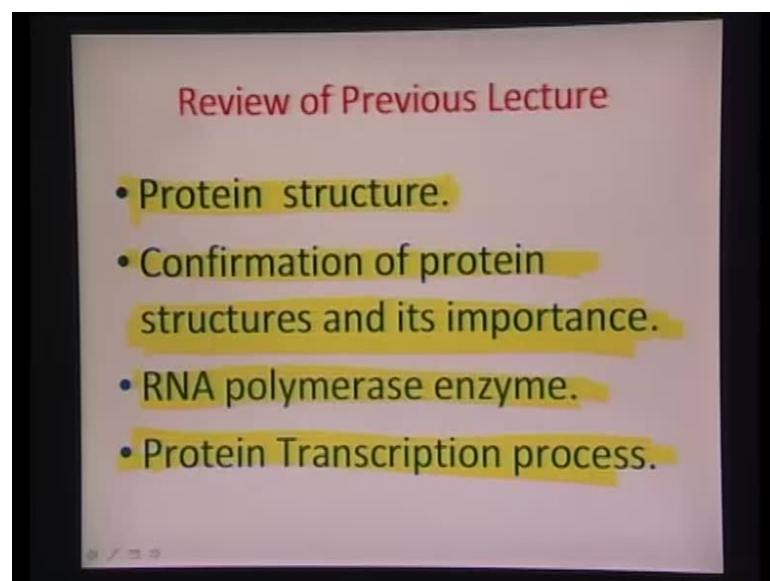 Review of Previous Lecture
• Protein structure.
• Confirmation of protein
structures and its importance.
• RNA polymerase enzyme.
• Protein Transcription process.